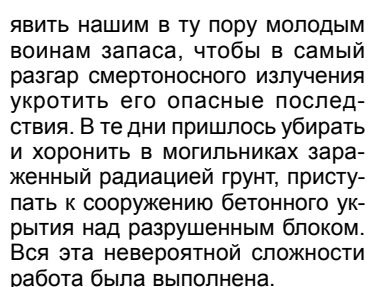 явить нашим в ту пору молодым
воинам запаса, чтобы в самый
разгар смертоносного излучения
укротить его опасные послед-
ствия. В те дни пришлось убирать
и хоронить в могильниках зара-
женный радиацией грунт, присту-
пать к сооружению бетонного ук-
рытия над разрушенным блоком.
Вся эта невероятной сложности
работа была выполнена.